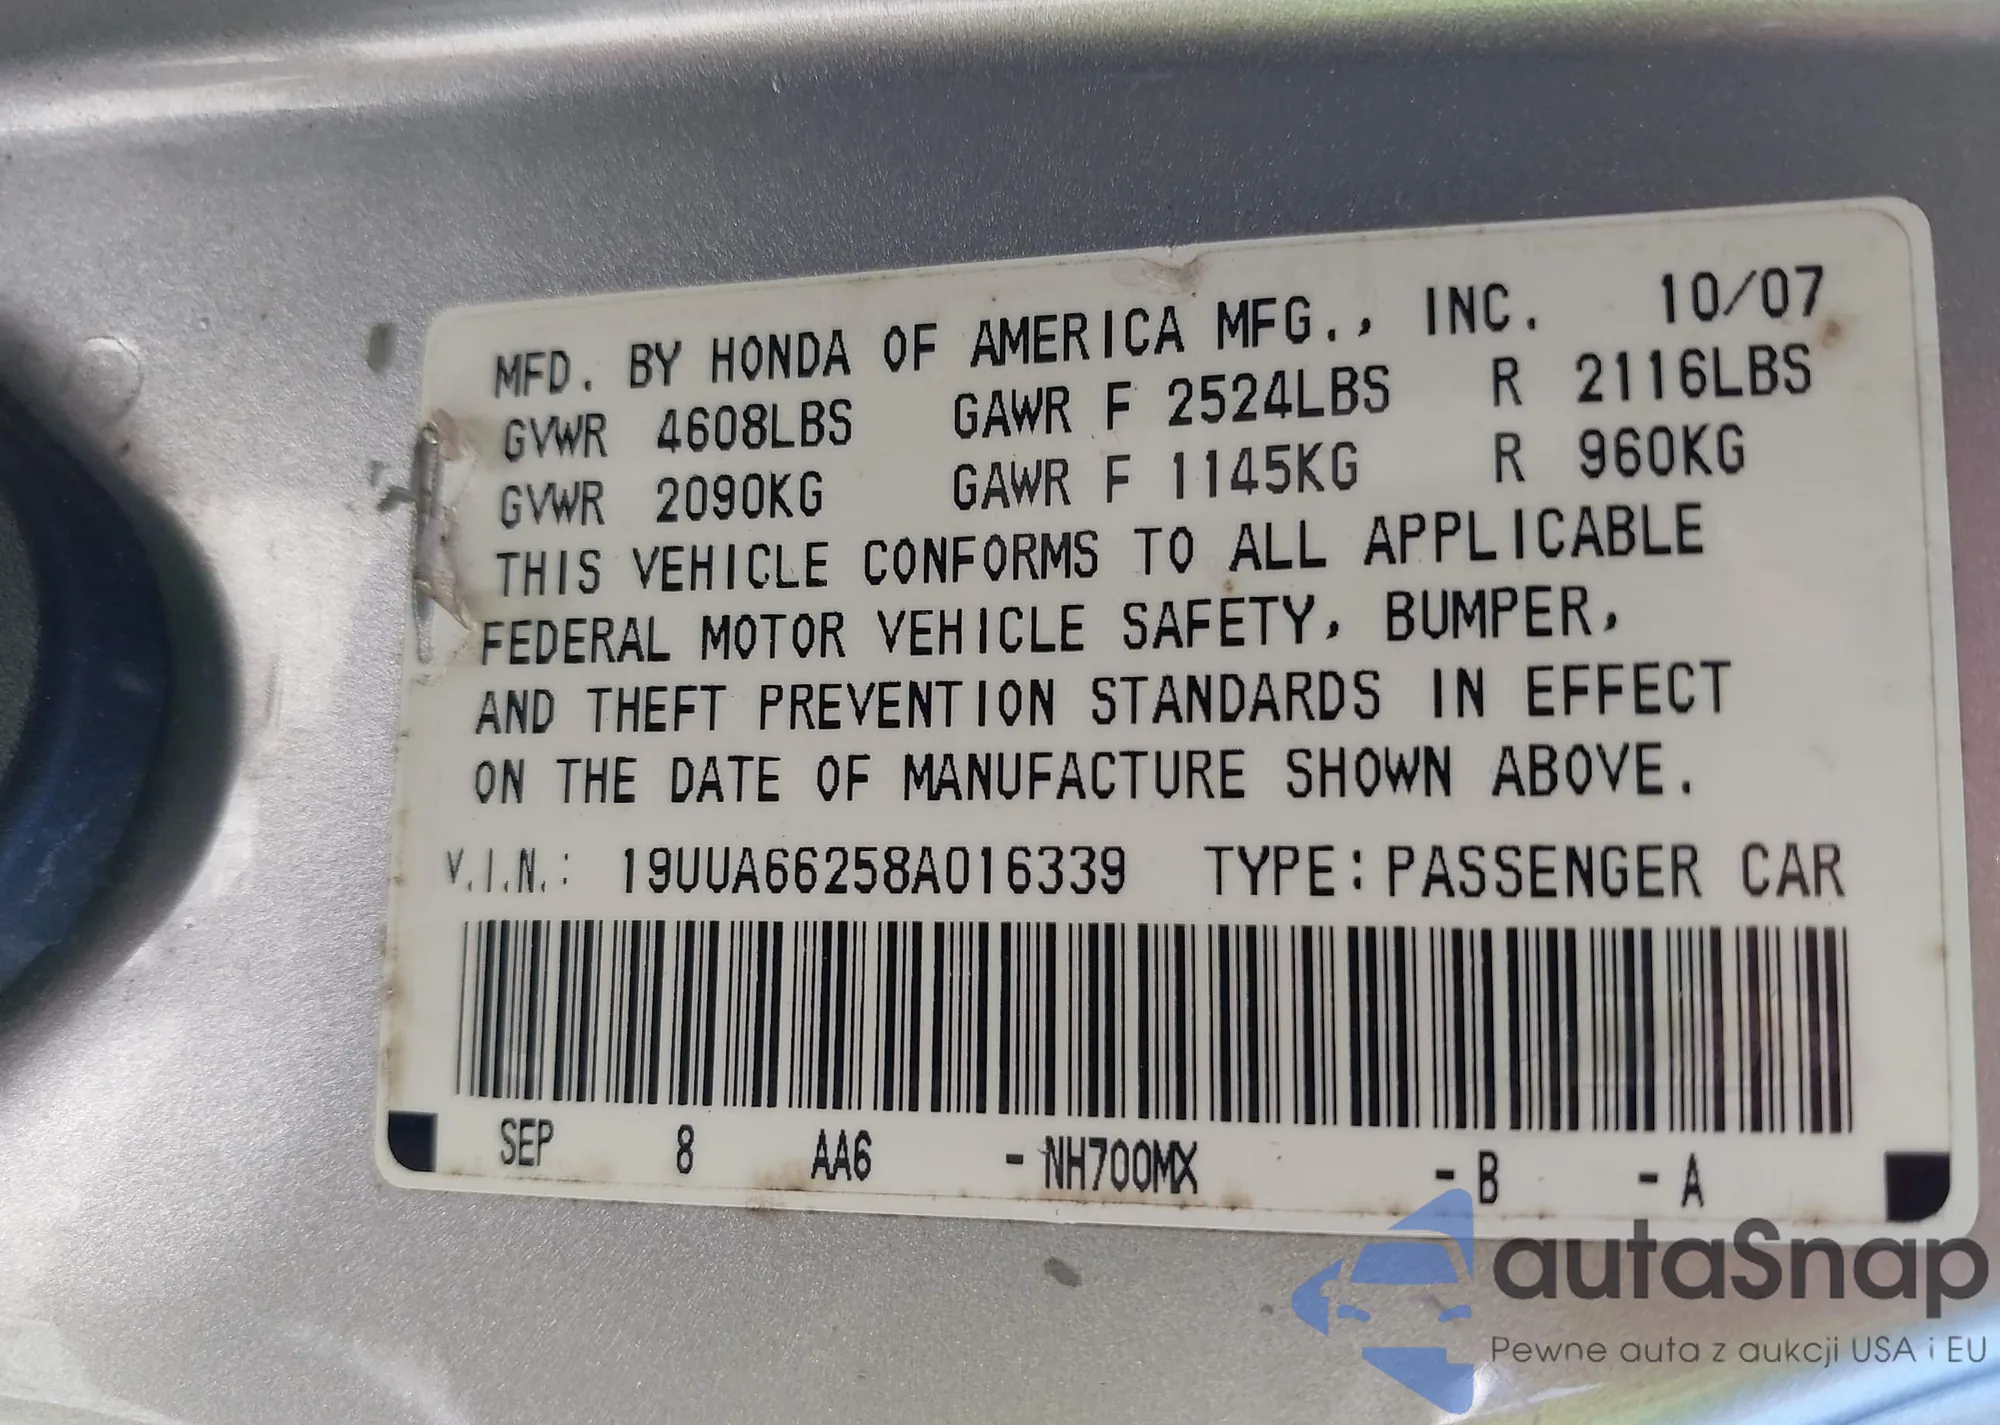 MFD. BY HONDA OF AMERICA MFG., INC. 10/07
GVWR 4608LBS GAWR F 2524LBS R 2116LBS
GVWR 2090KG GAWR F 1145KG R 960KG
THIS VEHICLE CONFORMS TO ALL APPLICABLE
FEDERAL MOTOR VEHICLE SAFETY, BUMPER,
AND THEFT PREVENTION STANDARDS IN EFFECT
ON THE DATE OF MANUFACTURE SHOWN ABOVE.
V.I.N.: 19UUA66258A016339 TYPE:PASSENGER CAR
SEP 8 AA6 -NH700MX -B -A
autaSnap
Pewne auta z aukcji USA i EU